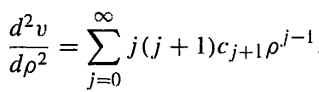 d²v/dρ² = ∑_{j=0}^{∞} j(j + 1)c_{j+1}ρ^{j−1}